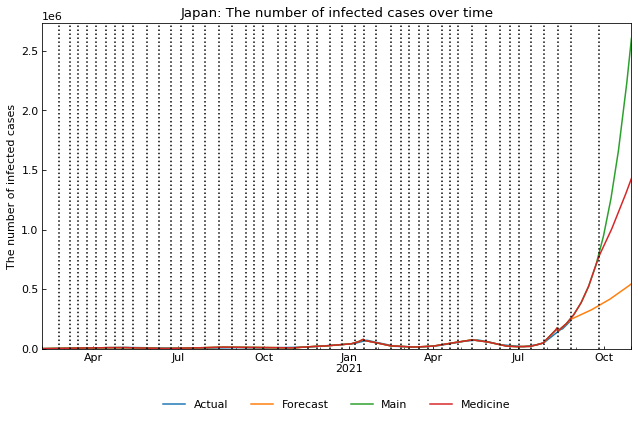 Japan: The number of infected cases over time
1e6
The number of infected cases
2.5
2.0
1.5
1.0
0.5
0.0
Apr Jul Oct Jan Apr Jul Oct
2021
Actual Forecast Main Medicine